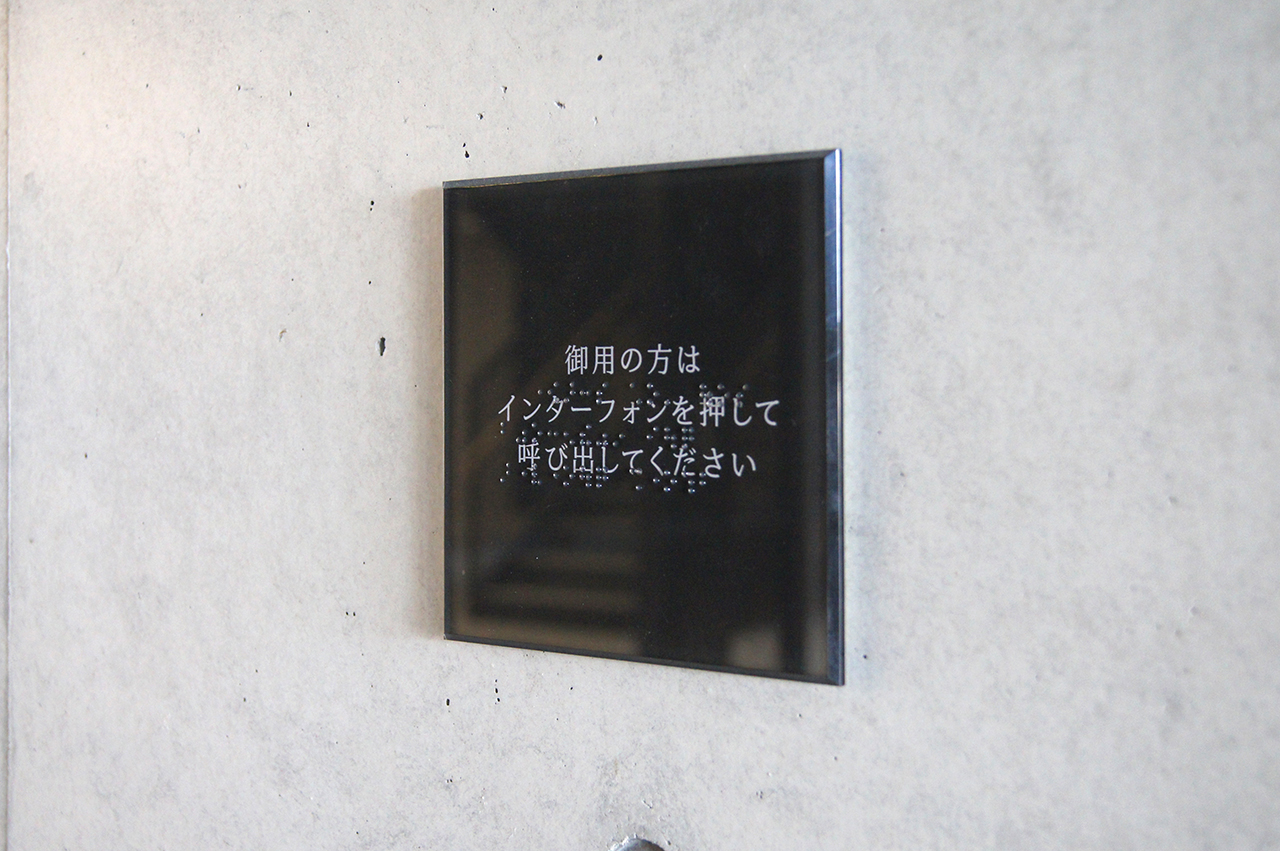 御用の方は
インターフォンを押して
呼び出してください